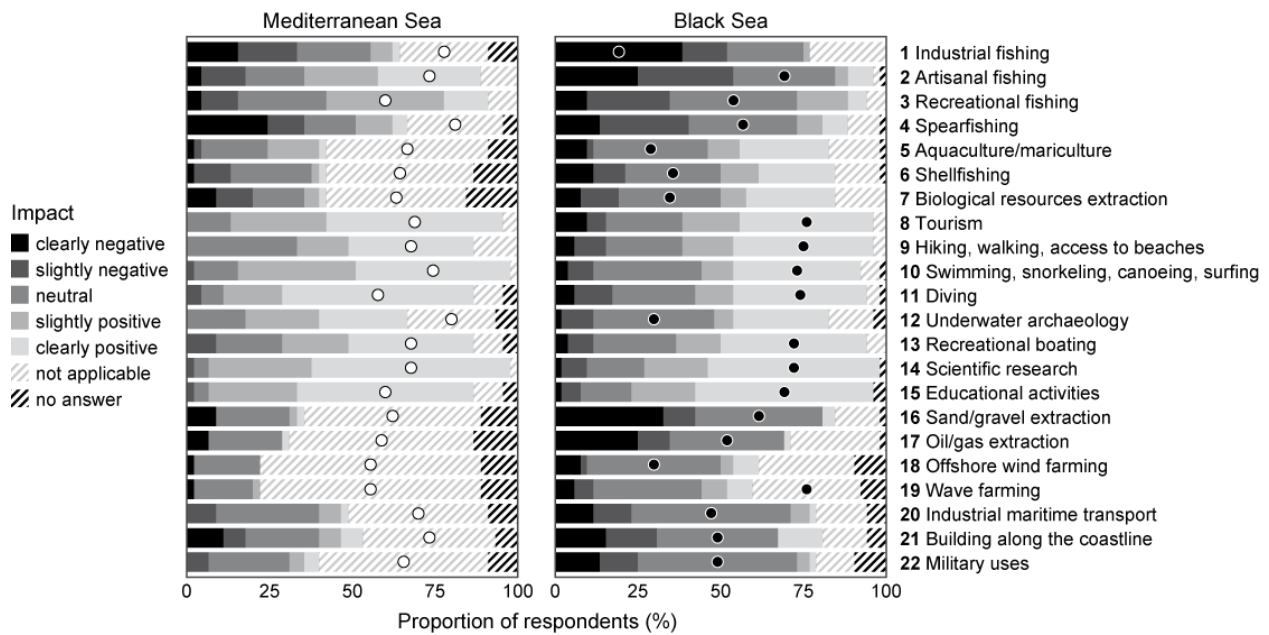 Mediterranean Sea
Black Sea
1 Industrial fishing
2 Artisanal fishing
3 Recreational fishing
4 Spearfishing
5 Aquaculture/mariculture
6 Shellfishing
7 Biological resources extraction
8 Tourism
9 Hiking, walking, access to beaches
10 Swimming, snorkeling, canoeing, surfing
11 Diving
12 Underwater archaeology
13 Recreational boating
14 Scientific research
15 Educational activities
16 Sand/gravel extraction
17 Oil/gas extraction
18 Offshore wind farming
19 Wave farming
20 Industrial maritime transport
21 Building along the coastline
22 Military uses
Impact
clearly negative
slightly negative
neutral
slightly positive
clearly positive
not applicable
no answer
0 25 50 75 100
0 25 50 75 100
Proportion of respondents (%)